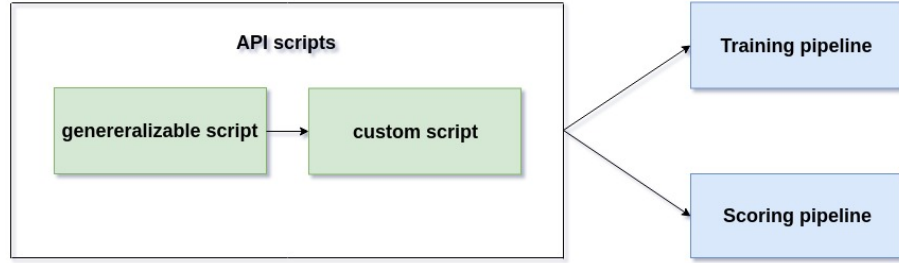 API scripts
genereralizable script
custom script
Training pipeline
Scoring pipeline